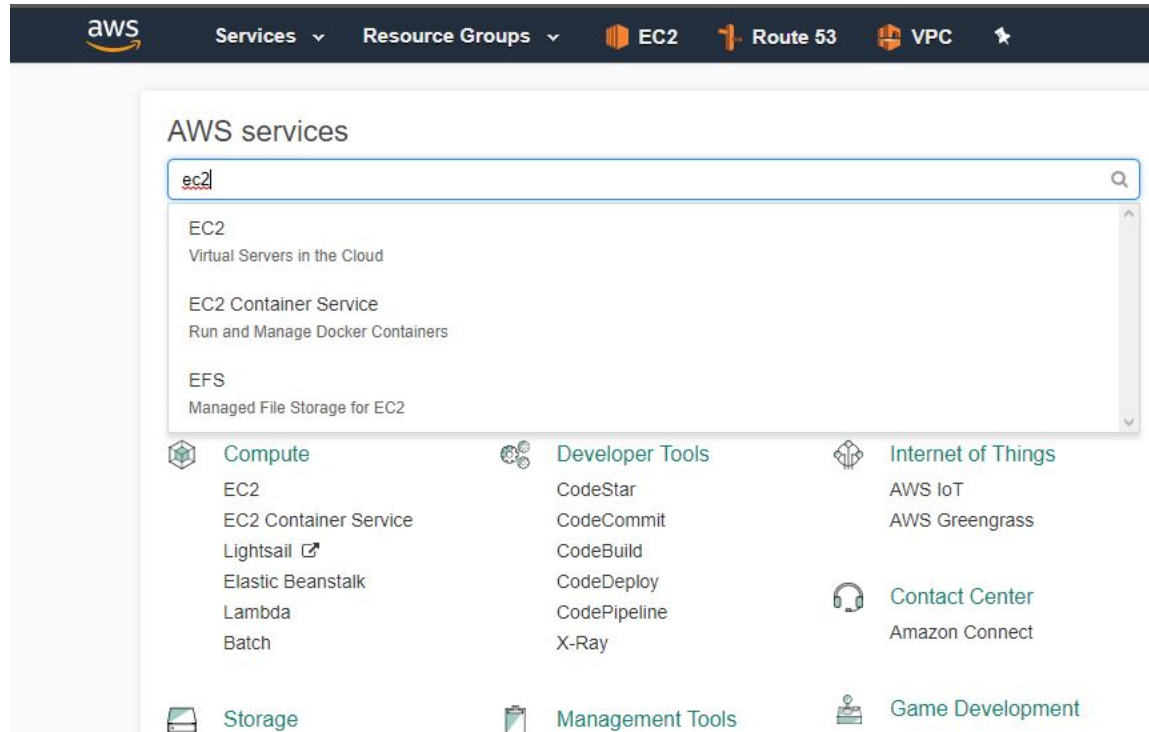 aws Services Resource Groups EC2 Route 53 VPC
AWS services
ec2
EC2
Virtual Servers in the Cloud
EC2 Container Service
Run and Manage Docker Containers
EFS
Managed File Storage for EC2
Compute
EC2
EC2 Container Service
Lightsail
Elastic Beanstalk
Lambda
Batch
Storage
Developer Tools
CodeStar
CodeCommit
CodeBuild
CodeDeploy
CodePipeline
X-Ray
Management Tools
Internet of Things
AWS IoT
AWS Greengrass
Contact Center
Amazon Connect
Game Development